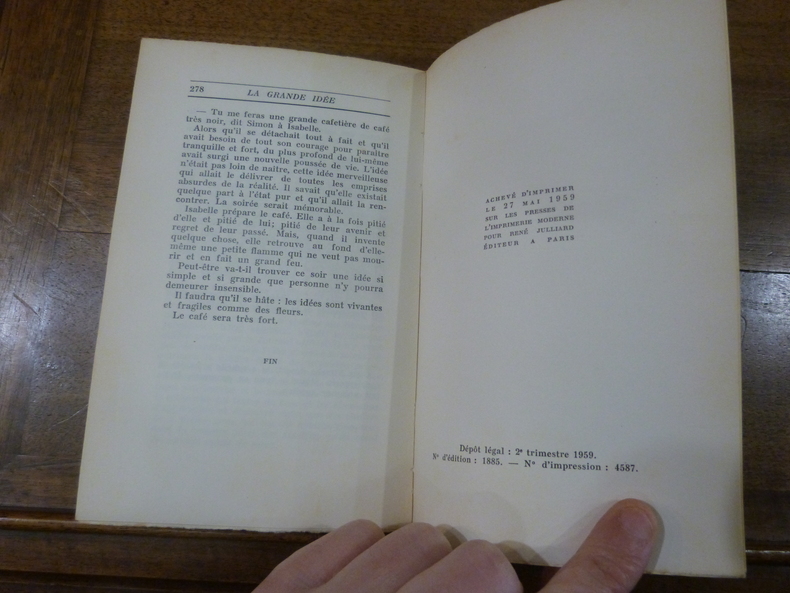 278
LA GRANDE IDÉE
— Tu me feras une grande cafetière de café
très noir, dit Simon à Isabelle.
Alors qu'il se détachait tout à fait et qu'il
avait besoin de tout son courage pour paraître
tranquille et fort, du plus profond de lui-même
avait surgi une nouvelle poussée de vie. L'idée
n'était pas loin de naître, cette idée merveilleuse
qui allait le délivrer de toutes les emprises
absurdes de la réalité. Il savait qu'elle existait
quelque part à l'état pur et qu'il allait la ren-
contrer. La soirée serait mémorable.
Isabelle prépare le café. Elle a à la fois pitié
d'elle et pitié de lui; pitié de leur avenir et
regret de leur passé. Mais, quand il invente
quelque chose, elle retrouve au fond d'elle-
même une petite flamme qui ne veut pas mou-
rir et en fait un grand feu.
Peut-être va-t-il trouver ce soir une idée si
simple et si grande que personne n'y pourra
demeurer insensible.
Il faudra qu'il se hâte : les idées sont vivantes
et fragiles comme des fleurs.
Le café sera très fort.
FIN
ACHEVÉ D'IMPRIMER
LE 27 MAI 1959
SUR LES PRESSES DE
L'IMPRIMERIE MODERNE
POUR RENÉ JULLIARD
ÉDITEUR A PARIS
Dépôt légal : 2e trimestre 1959.
N° d'édition : 1885. — N° d'impression : 4587.